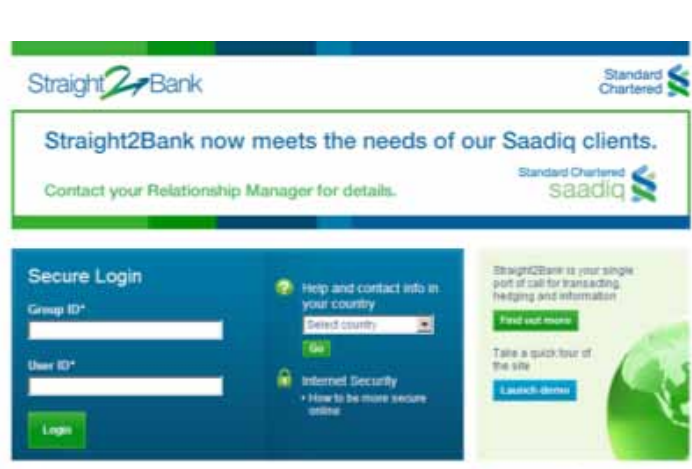 Straight2Bank
Standard
Chartered
Straight2Bank now meets the needs of our Saadiq clients.
Contact your Relationship Manager for details.
Standard Chartered
saadiq
Secure Login
Group ID*
User ID*
Login
Help and contact info in
your country
Select country
Go
Internet Security
• How to be more secure
online
Straight2Bank is your single
port of call for transacting,
hedging and information
Find out more
Take a quick tour of
the site
Launch demo